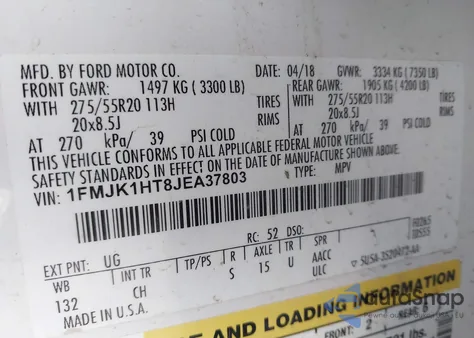 MFD. BY FORD MOTOR CO. DATE: 04/18 GVWR: 3334 KG (7350 LB)
FRONT GAWR: 1497 KG (3300 LB) REAR GAWR: 1905 KG (4200 LB)
WITH 275/55R20 113H TIRES WITH 275/55R20 113H TIRES
20x8.5J RIMS 20x8.5J RIMS
AT 270 kPa/ 39 PSI COLD AT 270 kPa/ 39 PSI COLD
THIS VEHICLE CONFORMS TO ALL APPLICABLE FEDERAL MOTOR VEHICLE
SAFETY STANDARDS IN EFFECT ON THE DATE OF MANUFACTURE SHOWN ABOVE.
VIN: 1FMJK1HT8JEA37803 TYPE: MPV
EXT PNT: UG RC: 52 DSO:
WB INT TR TP/PS R AXLE TR SPR
132 CH S 15 U AACC
ULC
MADE IN U.S.A.
AND LOADING INFORMATION
FRONT: 2
autosnap